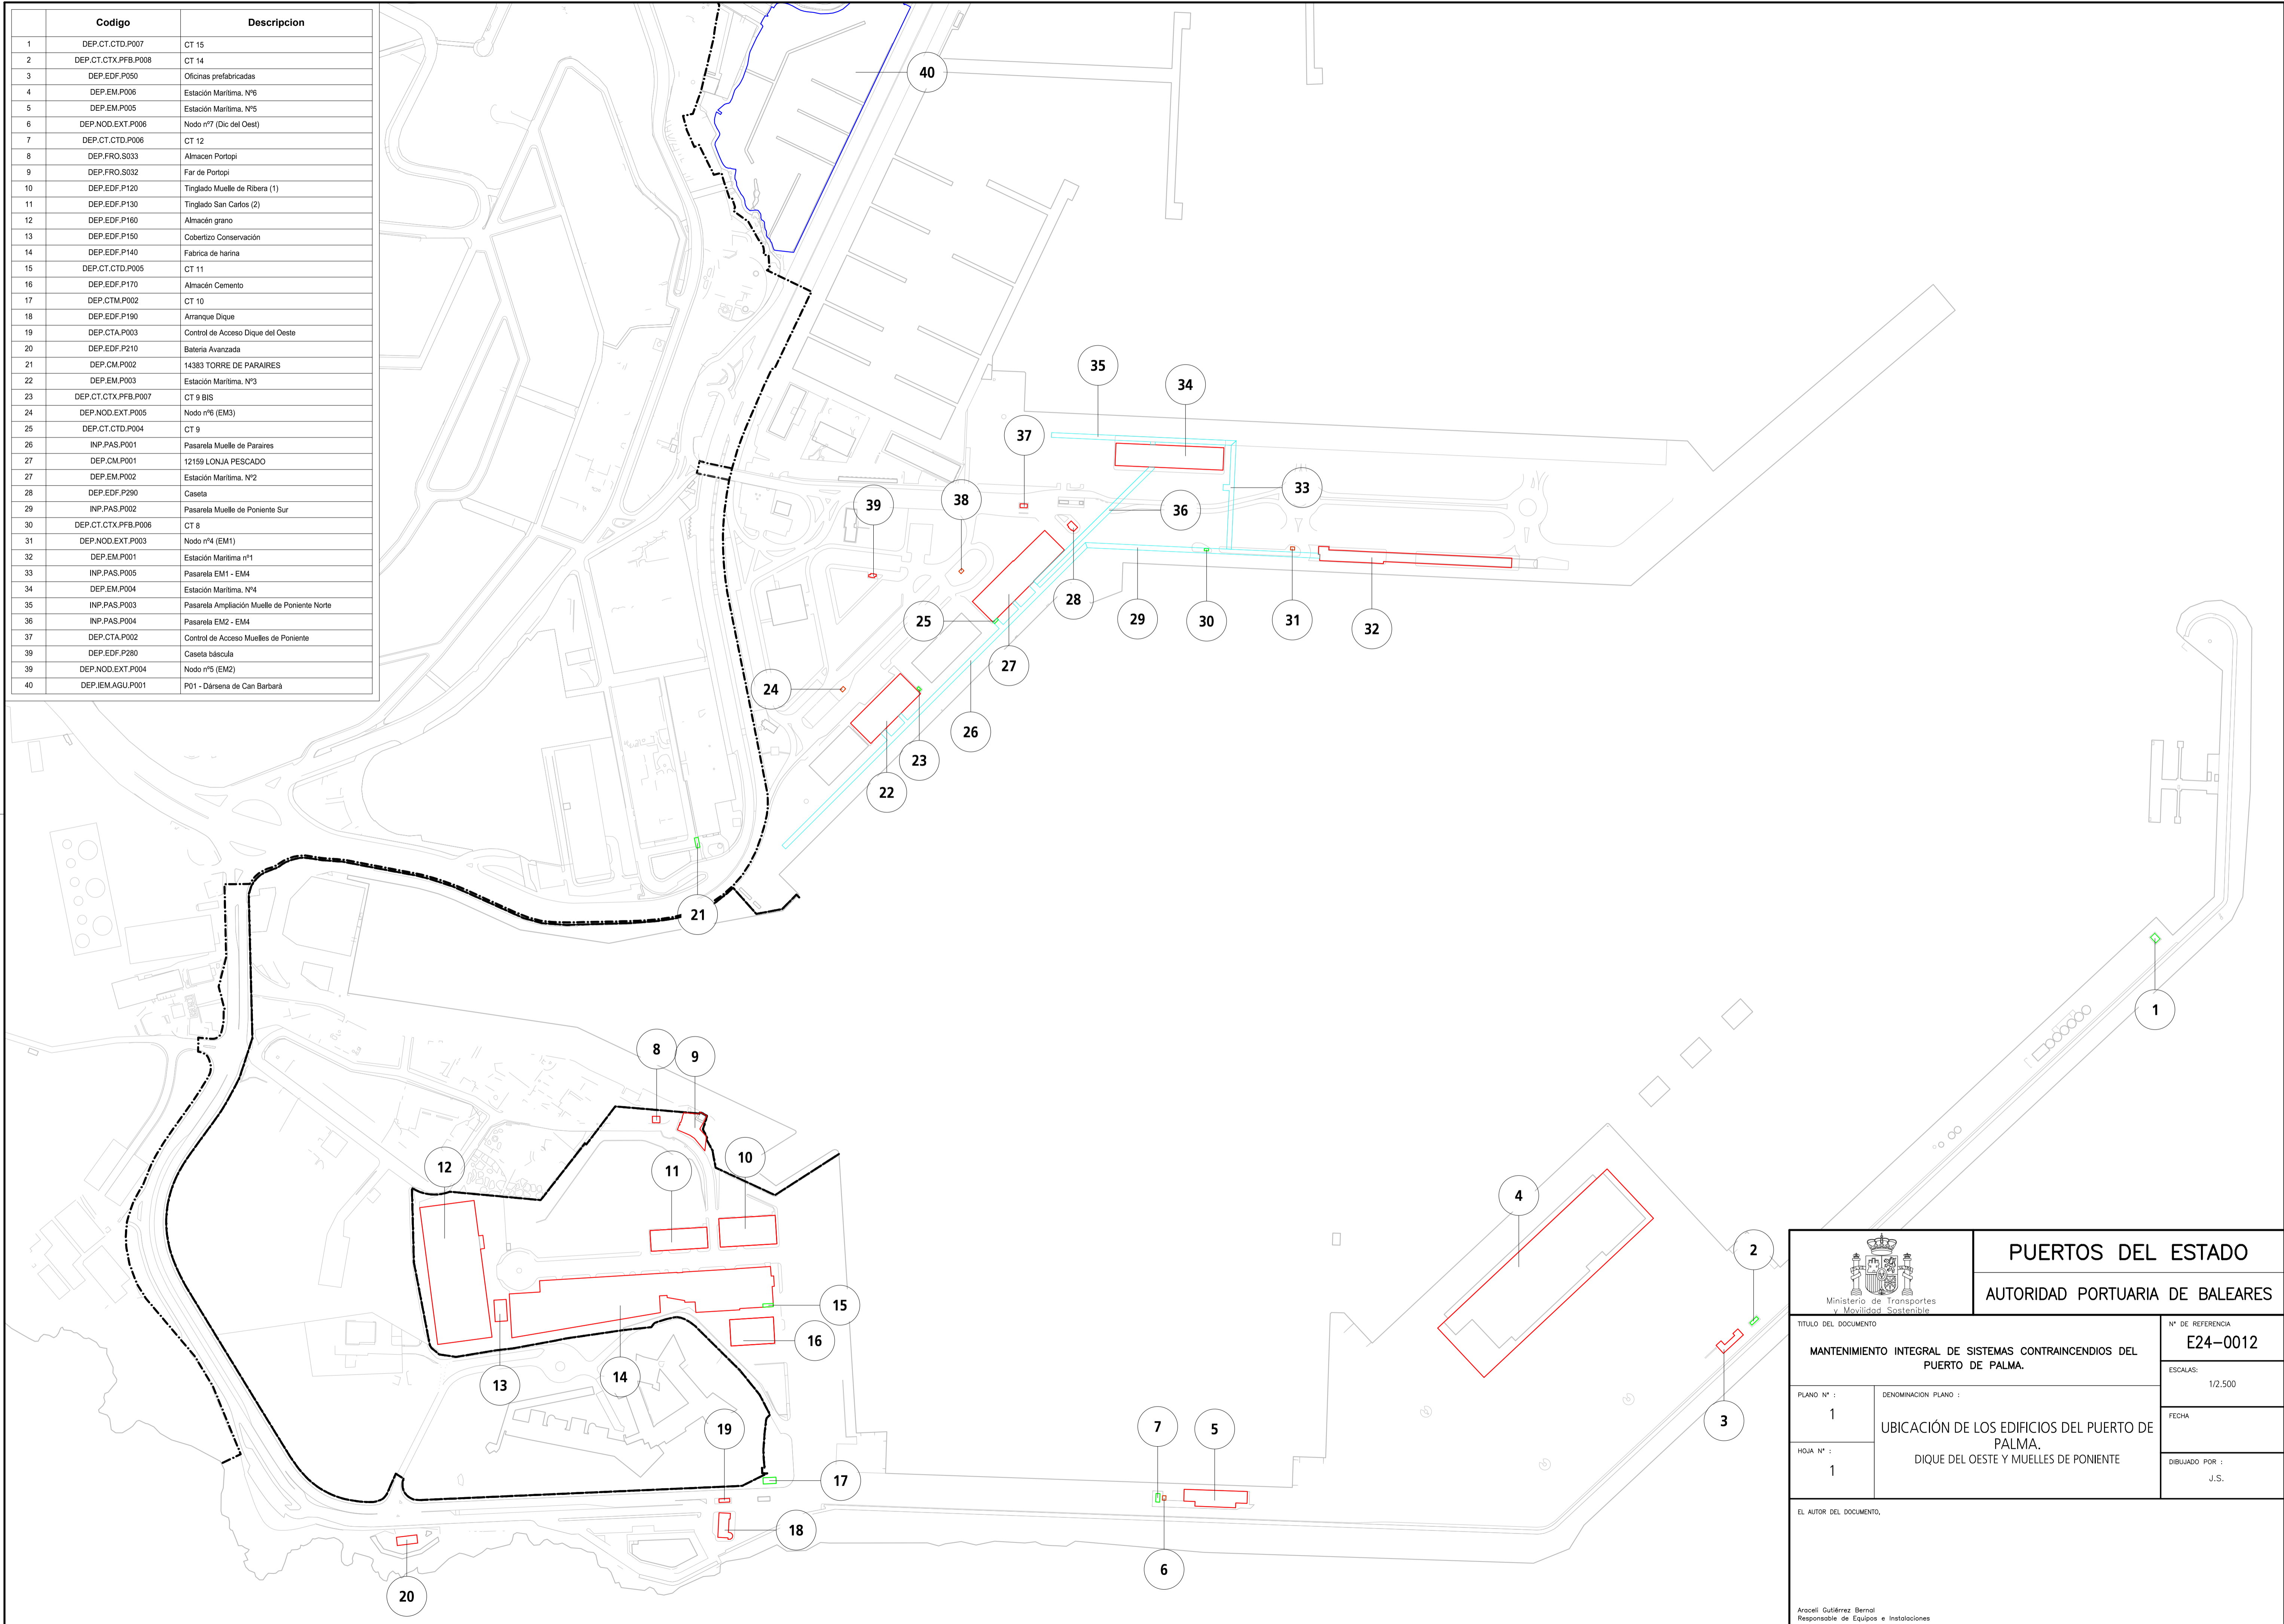 Codigo Descripcion
1 DEP.CT.CTD.P007 CT 15
2 DEP.CT.CTX.PFB.P008 CT 14
3 DEP.EDF.P050 Oficinas prefabricadas
4 DEP.EM.P006 Estación Marítima. Nº6
5 DEP.EM.P005 Estación Marítima. Nº5
6 DEP.NOD.EXT.P006 Nodo nº7 (Dic del Oest)
7 DEP.CT.CTD.P006 CT 12
8 DEP.FRO.S033 Almacen Portopi
9 DEP.FRO.S032 Far de Portopi
10 DEP.EDF.P120 Tinglado Muelle de Ribera (1)
11 DEP.EDF.P130 Tinglado San Carlos (2)
12 DEP.EDF.P160 Almacén grano
13 DEP.EDF.P150 Cobertizo Conservación
14 DEP.EDF.P140 Fabrica de harina
15 DEP.CT.CTD.P005 CT 11
16 DEP.EDF.P170 Almacén Cemento
17 DEP.CTM.P002 CT 10
18 DEP.EDF.P190 Arranque Dique
19 DEP.CTA.P003 Control de Acceso Dique del Oeste
20 DEP.EDF.P210 Bateria Avanzada
21 DEP.CM.P002 14383 TORRE DE PARAIRES
22 DEP.EM.P003 Estación Marítima. Nº3
23 DEP.CT.CTX.PFB.P007 CT 9 BIS
24 DEP.NOD.EXT.P005 Nodo nº6 (EM3)
25 DEP.CT.CTD.P004 CT 9
26 INP.PAS.P001 Pasarela Muelle de Paraires
27 DEP.CM.P001 12159 LONJA PESCADO
27 DEP.EM.P002 Estación Marítima. Nº2
28 DEP.EDF.P290 Caseta
29 INP.PAS.P002 Pasarela Muelle de Poniente Sur
30 DEP.CT.CTX.PFB.P006 CT 8
31 DEP.NOD.EXT.P003 Nodo nº4 (EM1)
32 DEP.EM.P001 Estación Maritima nº1
33 INP.PAS.P005 Pasarela EM1 - EM4
34 DEP.EM.P004 Estación Marítima. Nº4
35 INP.PAS.P003 Pasarela Ampliación Muelle de Poniente Norte
36 INP.PAS.P004 Pasarela EM2 - EM4
37 DEP.CTA.P002 Control de Acceso Muelles de Poniente
39 DEP.EDF.P280 Caseta báscula
39 DEP.NOD.EXT.P004 Nodo nº5 (EM2)
40 DEP.IEM.AGU.P001 P01 - Dársena de Can Barbará
40
35
34
37
33
38
39
36
28
25
29
30
31
32
27
24
26
23
22
21
1
8
9
10
12
11
4
2
15
16
14
13
3
7
5
19
17
18
6
20
Ministerio de Transportes
y Movilidad Sostenible
PUERTOS DEL ESTADO
AUTORIDAD PORTUARIA DE BALEARES
TITULO DEL DOCUMENTO
MANTENIMIENTO INTEGRAL DE SISTEMAS CONTRAINCENDIOS DEL
PUERTO DE PALMA.
Nº DE REFERENCIA
E24-0012
ESCALAS:
1/2.500
PLANO Nº :
1
DENOMINACION PLANO :
UBICACIÓN DE LOS EDIFICIOS DEL PUERTO DE
PALMA.
DIQUE DEL OESTE Y MUELLES DE PONIENTE
FECHA
HOJA Nº :
1
DIBUJADO POR :
J.S.
EL AUTOR DEL DOCUMENTO,
Araceli Gutiérrez Bernal
Responsable de Equipos e Instalaciones